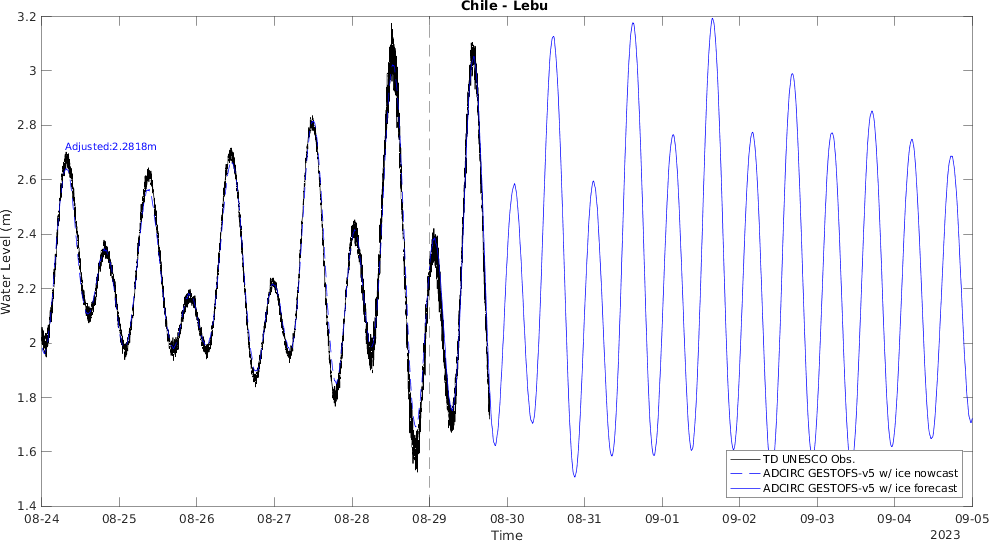 Chile - Lebu
3.2
3
2.8
2.6
2.4
2.2
2
1.8
1.6
1.4
Water Level (m)
Adjusted:2.2818m
TD UNESCO Obs.
ADCIRC GESTOFS-v5 w/ ice nowcast
ADCIRC GESTOFS-v5 w/ ice forecast
08-24 08-25 08-26 08-27 08-28 08-29 08-30 08-31 09-01 09-02 09-03 09-04 09-05
Time
2023